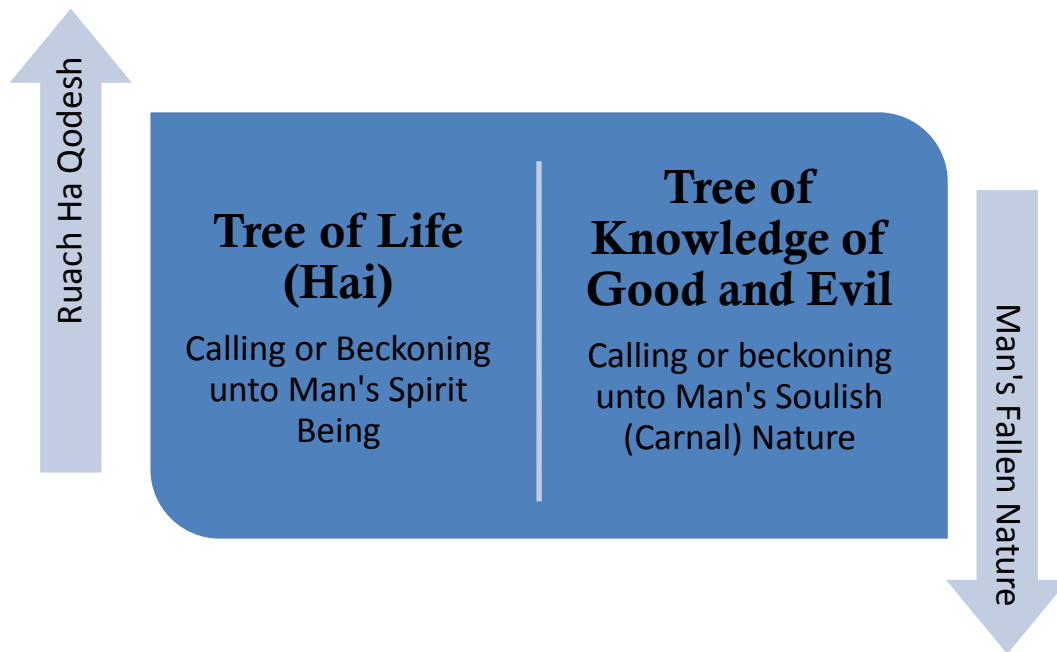 Ruach Ha Qodesh
Tree of Life
(Hai)
Calling or Beckoning
unto Man's Spirit
Being
Tree of
Knowledge of
Good and Evil
Calling or beckoning
unto Man's Soulish
(Carnal) Nature
Man's Fallen Nature